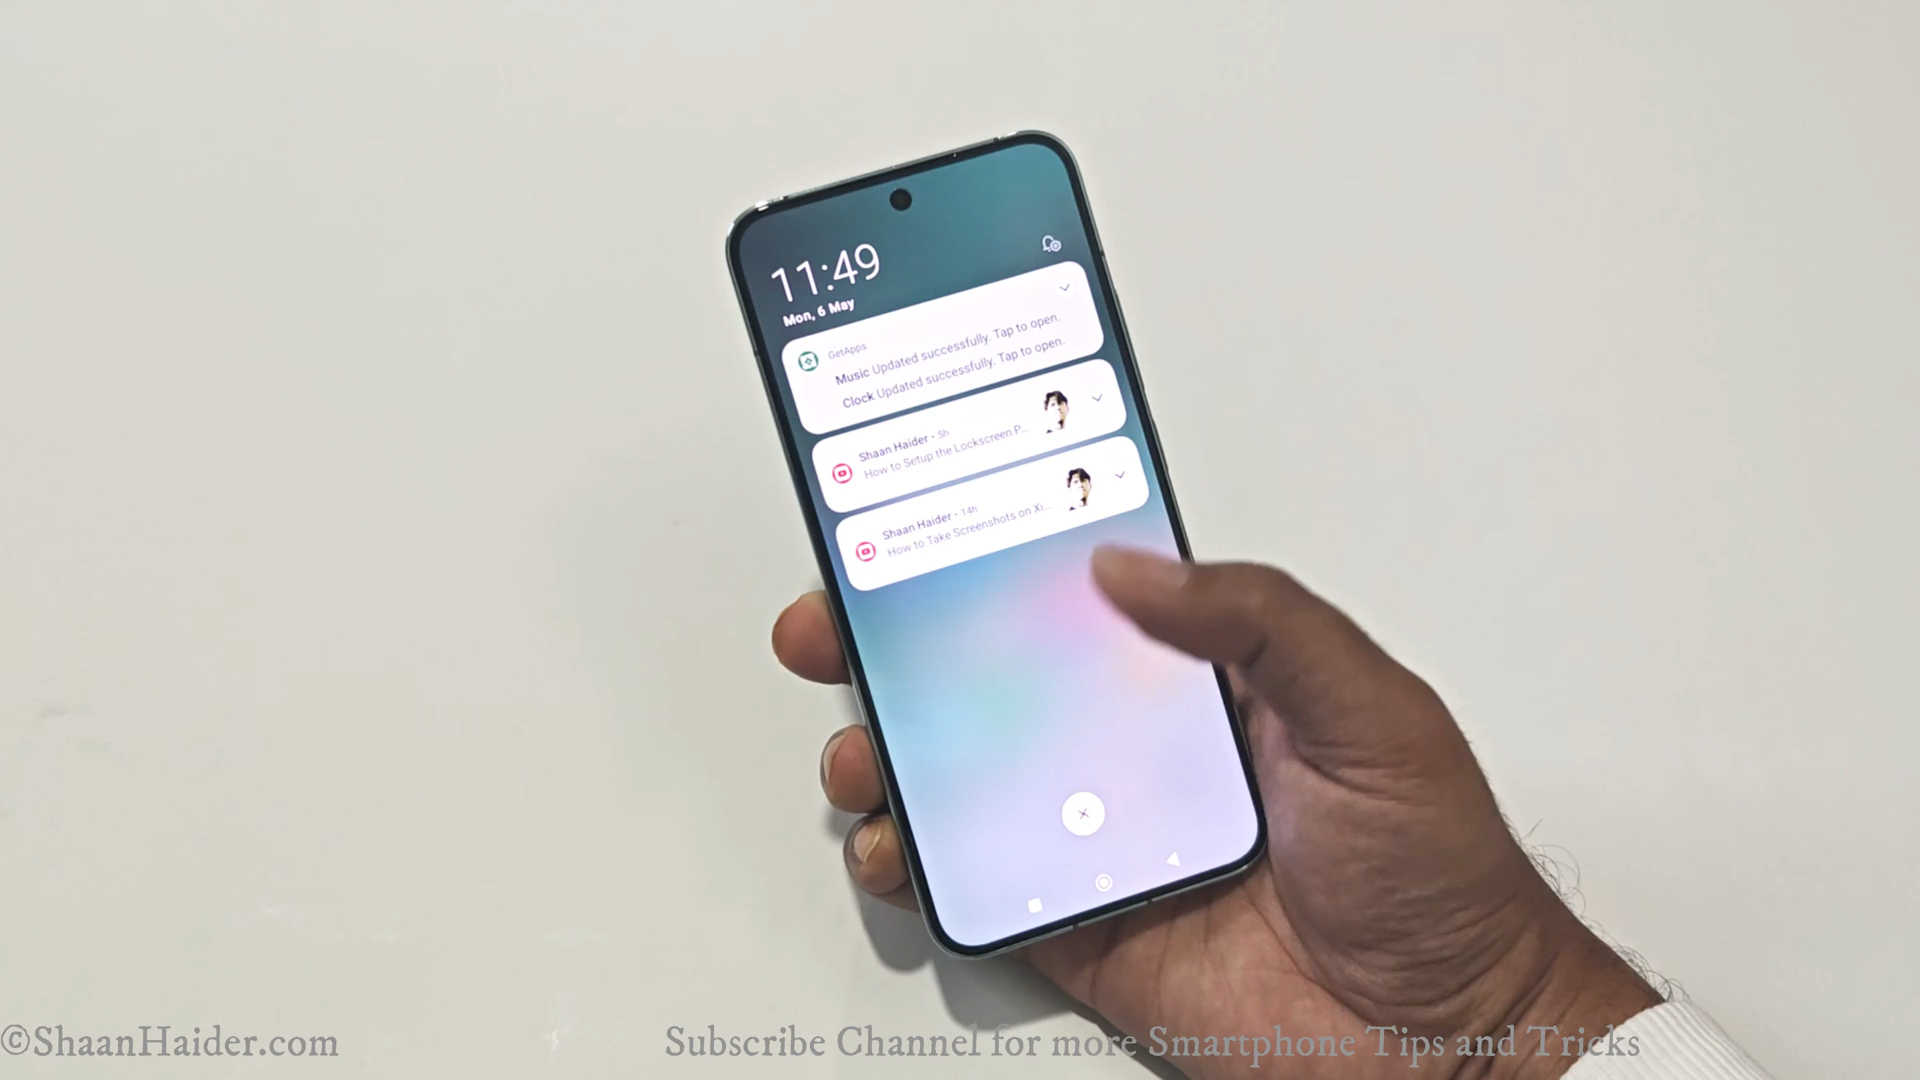 11:49
Mon, 6 May
GetApps
Music Updated successfully. Tap to open.
Clock Updated successfully. Tap to open.
Shaan Haider • 5h
How to Setup the Lockscreen P...
Shaan Haider • 14h
How to Take Screenshots on Xi...
©ShaanHaider.com
Subscribe Channel for more Smartphone Tips and Tricks